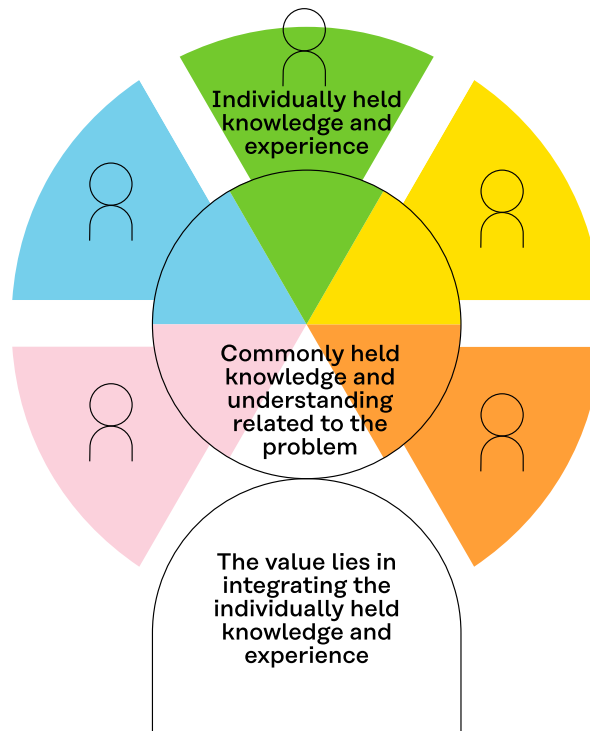 Individually held
knowledge and
experience
Commonly held
knowledge and
understanding
related to the
problem
The value lies in
integrating the
individually held
knowledge and
experience